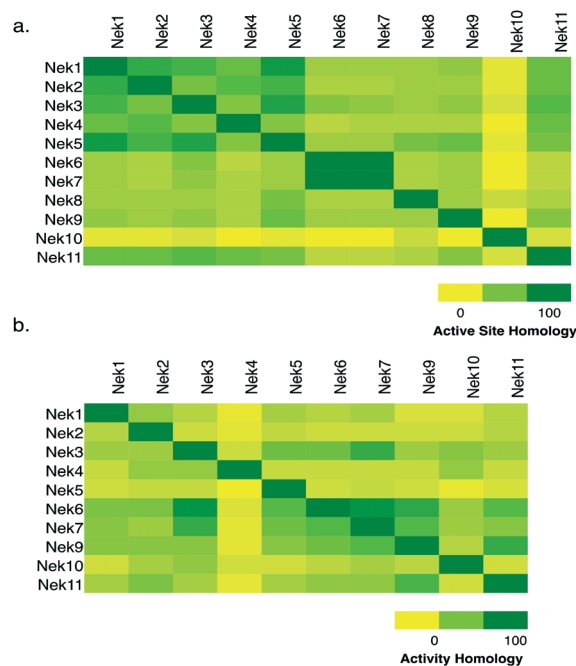 a.
Nek1 Nek2 Nek3 Nek4 Nek5 Nek6 Nek7 Nek8 Nek9 Nek10 Nek11
Nek1
Nek2
Nek3
Nek4
Nek5
Nek6
Nek7
Nek8
Nek9
Nek10
Nek11
0 100
Active Site Homology
b.
Nek1 Nek2 Nek3 Nek4 Nek5 Nek6 Nek7 Nek9 Nek10 Nek11
Nek1
Nek2
Nek3
Nek4
Nek5
Nek6
Nek7
Nek9
Nek10
Nek11
0 100
Activity Homology